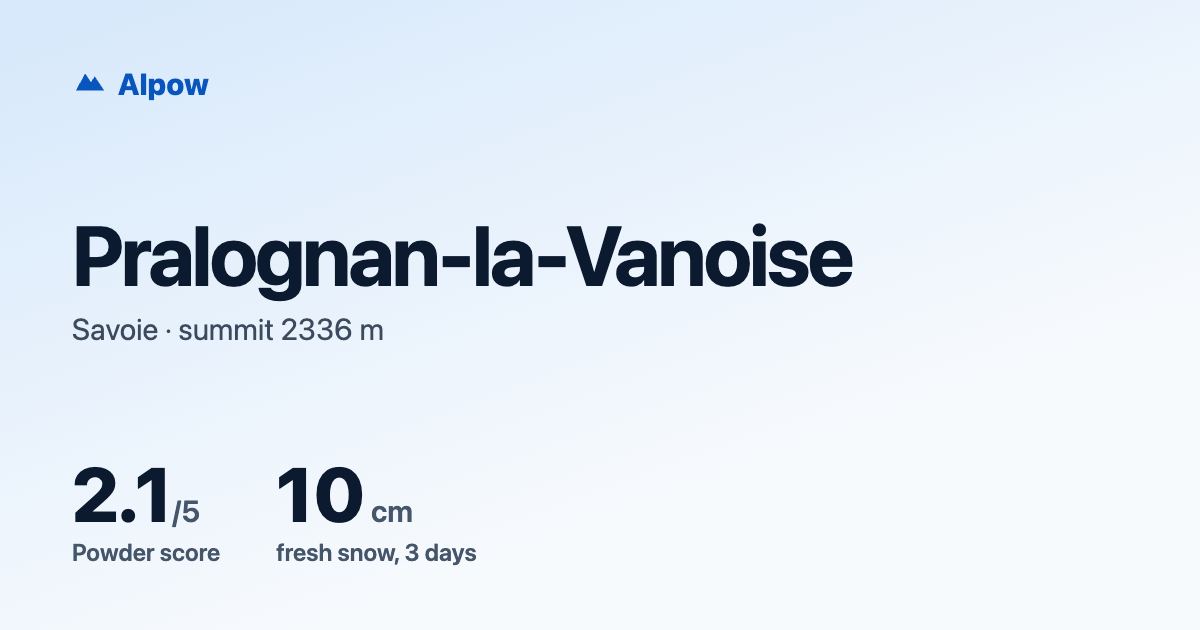 Alpow
Pralognan-la-Vanoise
Savoie · summit 2336 m
2.1/5 10 cm
Powder score fresh snow, 3 days